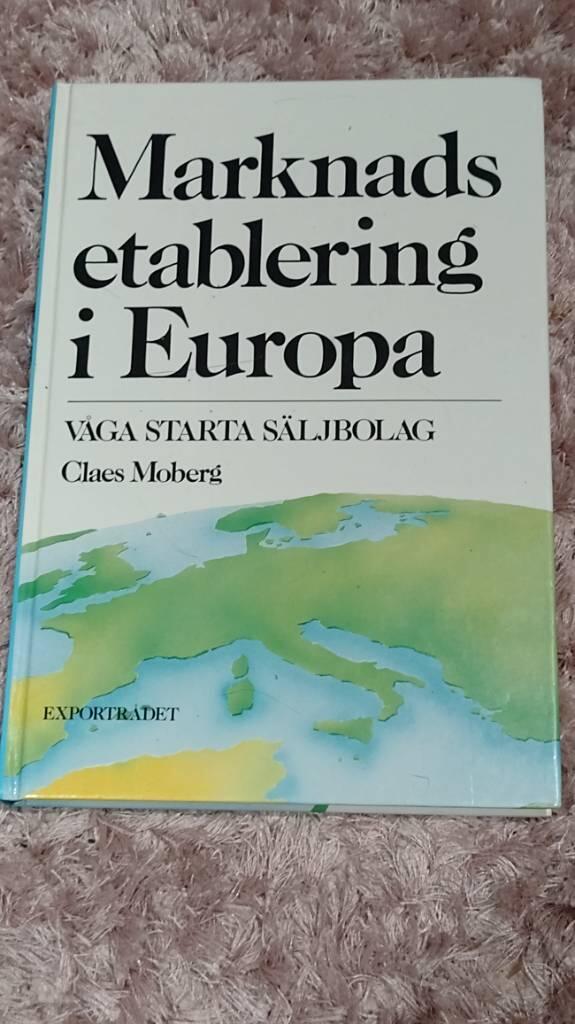 Marknads
etablering
i Europa
VÅGA STARTA SÄLJBOLAG
Claes Moberg
EXPORTRÅDET